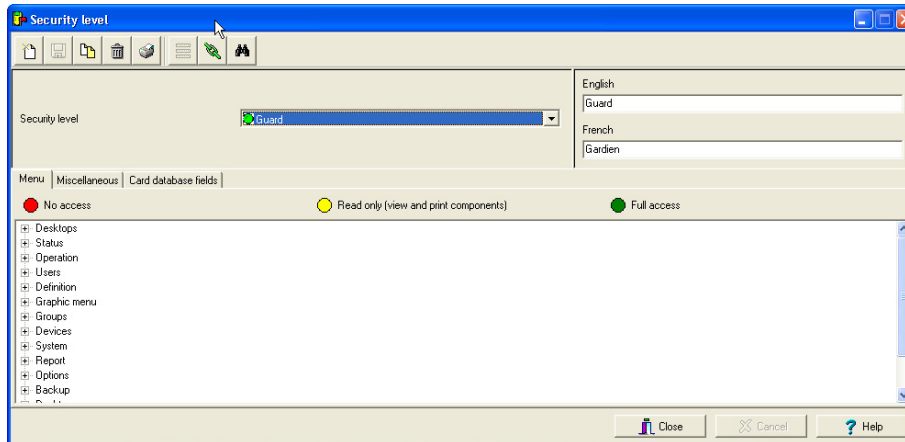 Security level
English
Guard
Security level
Guard
French
Gardien
Menu
Miscellaneous
Card database fields
No access
Read only (view and print components)
Full access
Desktops
Status
Operation
Users
Definition
Graphic menu
Groups
Devices
System
Report
Options
Backup
Close
Cancel
Help